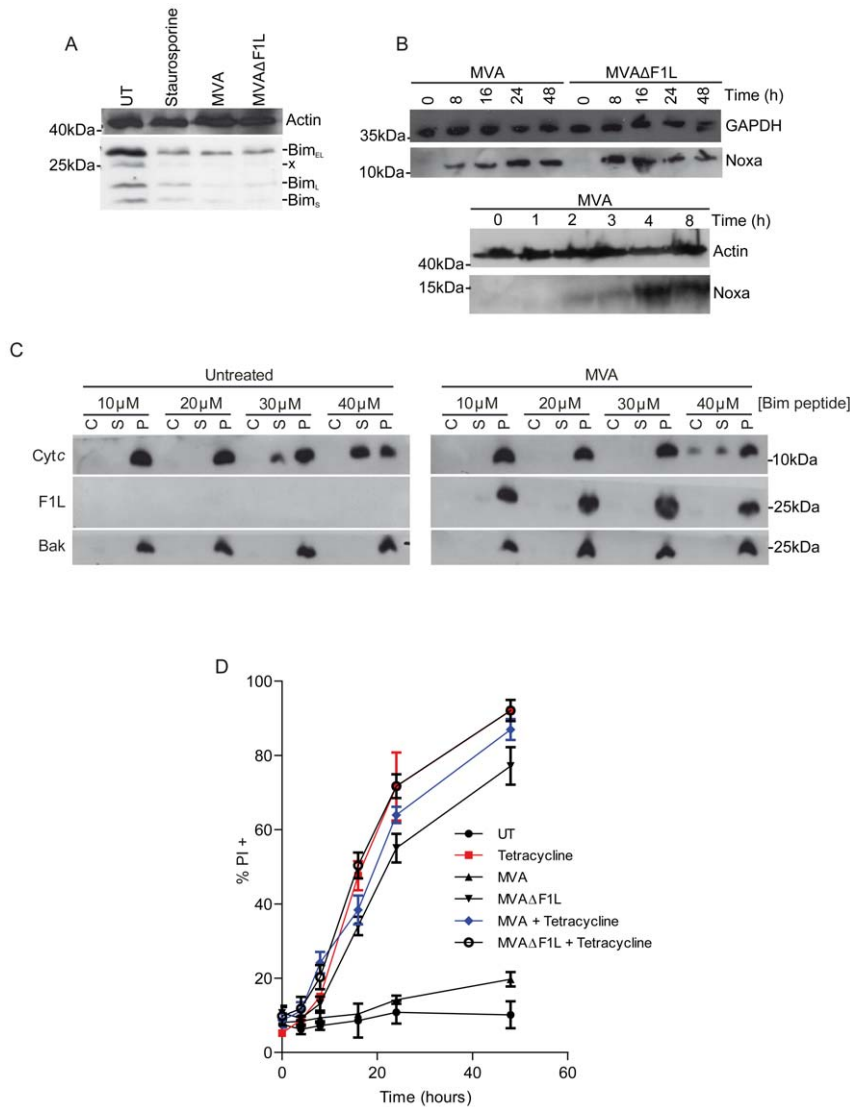 A
UT
Staurosporine
MVA
MVAΔF1L
Actin
40kDa
Bim_EL
25kDa
x
Bim_L
Bim_S
B
MVA MVAΔF1L
0 8 16 24 48 0 8 16 24 48 Time (h)
GAPDH
35kDa
Noxa
10kDa
MVA
0 1 2 3 4 8 Time (h)
Actin
40kDa
15kDa
Noxa
C
Untreated MVA
10µM 20µM 30µM 40µM 10µM 20µM 30µM 40µM [Bim peptide]
C S P C S P C S P C S P C S P C S P C S P C S P
Cytc -10kDa
F1L -25kDa
Bak -25kDa
D
100
80
60
40
20
0
% PI +
UT
Tetracycline
MVA
MVAΔF1L
MVA + Tetracycline
MVAΔF1L + Tetracycline
0 20 40 60
Time (hours)